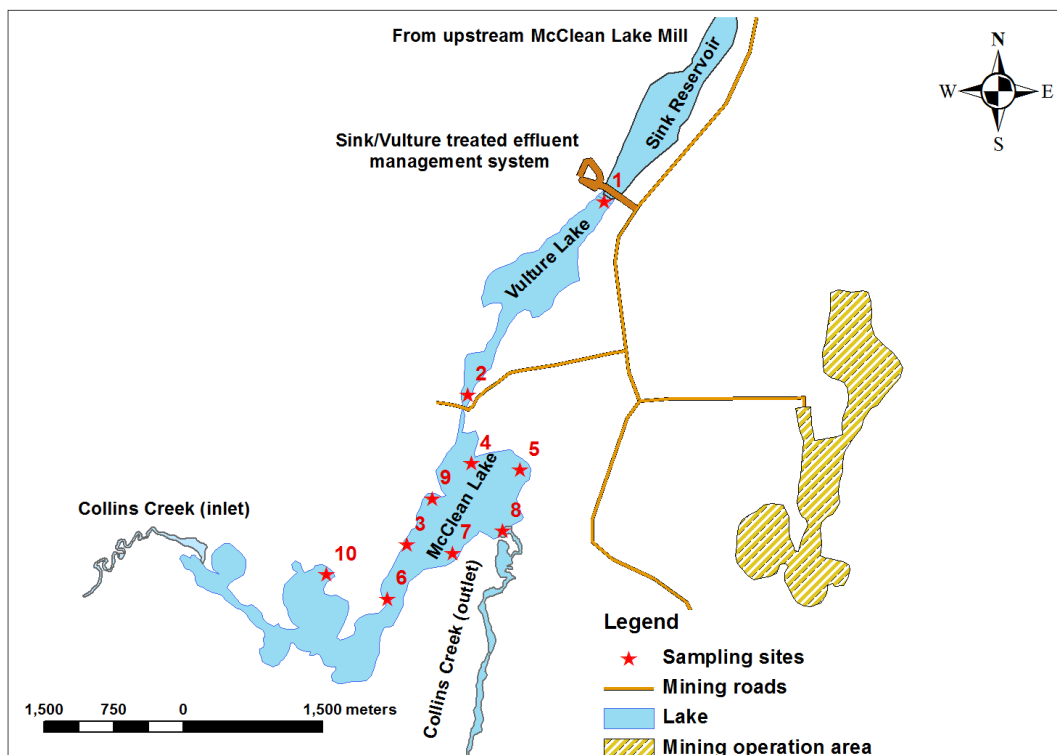 From upstream McClean Lake Mill
Sink Reservoir
N
W E
S
Sink/Vulture treated effluent
management system
1
Vulture Lake
2
4
5
9
McClean Lake
Collins Creek (inlet)
3
8
7
10
6
Collins Creek (outlet)
Legend
Sampling sites
Mining roads
Lake
Mining operation area
1,500 750 0 1,500 meters